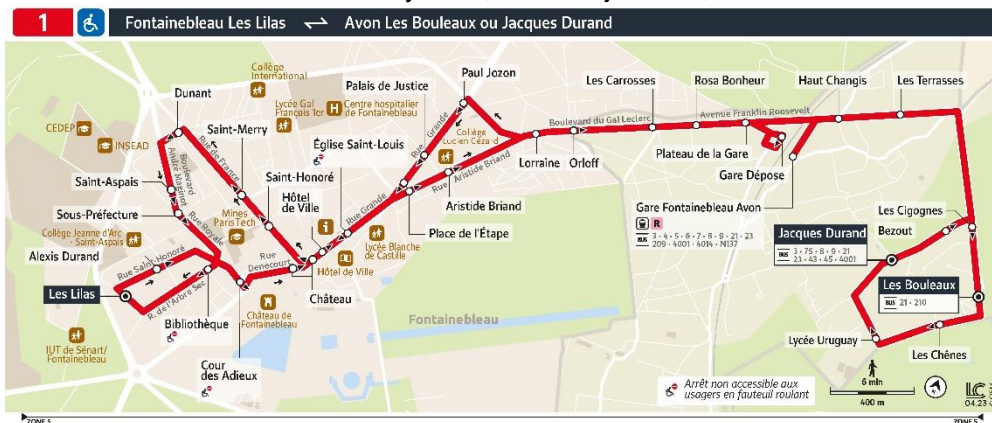 1 Fontainebleau Les Lilas Avon Les Bouleaux ou Jacques Durand
Collège
International
Dunant
Lycée Gal
François 1er
Palais de Justice
H Centre hospitalier
de Fontainebleau
Paul Jozon
Les Carrosses
Rosa Bonheur
Haut Changis
Les Terrasses
CEDEP
INSEAD
Saint-Merry
Rue de France
Boulevard
André Maginot
Église Saint-Louis
Rue Grande
Collège
Lucien Cézard
Boulevard du Gal Leclerc
Avenue Franklin Roosevelt
Lorraine
Orloff
Plateau de la Gare
Gare Dépose
Saint-Aspais
Saint-Honoré
Hôtel
de Ville
Rue Grande
Rue Aristide Briand
Aristide Briand
Sous-Préfecture
Rue Royale
Mines
ParisTech
Place de l'Étape
Gare Fontainebleau Avon
R
BUS 3 • 4 • 5 • 6 • 7 • 8 • 9 • 21 • 23
209 • 4001 • 4014 • N137
Les Cigognes
Bezout
Collège Jeanne d'Arc
- Saint-Aspais
Alexis Durand
Rue Saint-Honoré
Rue
Denecourt
i
Hôtel de Ville
Lycée Blanche
de Castille
Jacques Durand
BUS 3 • 7S • 8 • 9 • 21
23 • 43 • 45 • 4001
Les Lilas
R. de l'Arbre Sec
Château
Les Bouleaux
BUS 21 • 210
Bibliothèque
Château de
Fontainebleau
Fontainebleau
IUT de Sénart/
Fontainebleau
Cour
des Adieux
Lycée Uruguay
Les Chênes
Arrêt non accessible aux
usagers en fauteuil roulant
6 min
400 m
04.23
ZONE 5
ZONE 5